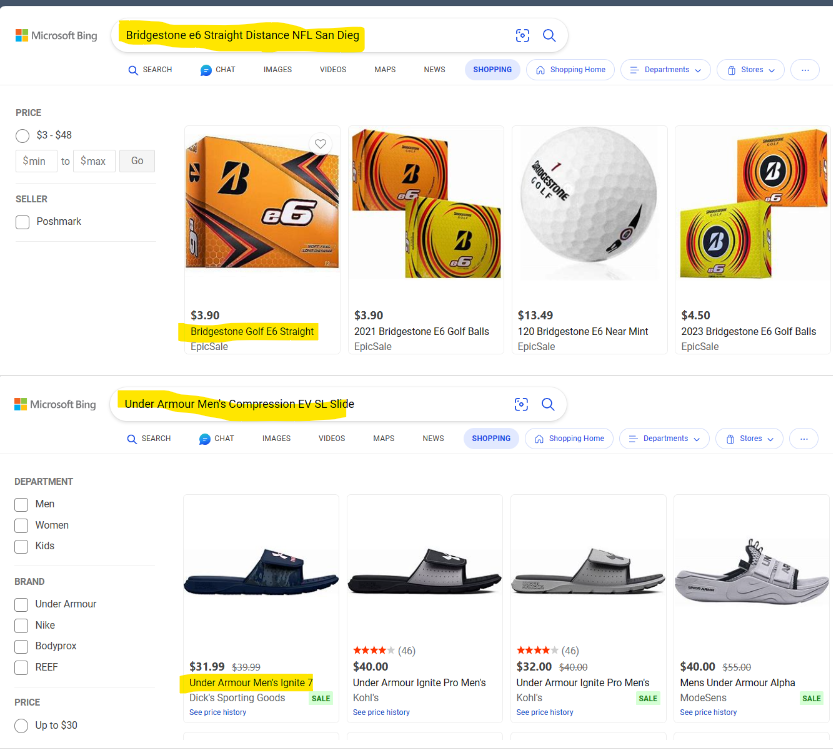 Microsoft Bing
Bridgestone e6 Straight Distance NFL San Dieg
SEARCH CHAT IMAGES VIDEOS MAPS NEWS SHOPPING Shopping Home Departments Stores ...
PRICE
$3 - $48
$min to $max Go
SELLER
Poshmark
B e6
BRIDGESTONE
GOLF
$3.90
Bridgestone Golf E6 Straight
EpicSale
$3.90
2021 Bridgestone E6 Golf Balls
EpicSale
$13.49
120 Bridgestone E6 Near Mint
EpicSale
$4.50
2023 Bridgestone E6 Golf Balls
EpicSale
Microsoft Bing
Under Armour Men's Compression EV SL Slide
SEARCH CHAT IMAGES VIDEOS MAPS NEWS SHOPPING Shopping Home Departments Stores ...
DEPARTMENT
Men
Women
Kids
BRAND
Under Armour
Nike
Bodyprox
REEF
PRICE
Up to $30
$31.99 $39.99
Under Armour Men's Ignite 7
Dick's Sporting Goods SALE
See price history
(46)
$40.00
Under Armour Ignite Pro Men's
Kohl's
See price history
(46)
$32.00 $40.00
Under Armour Ignite Pro Men's
Kohl's SALE
See price history
$40.00 $55.00
Mens Under Armour Alpha
ModeSens SALE
See price history